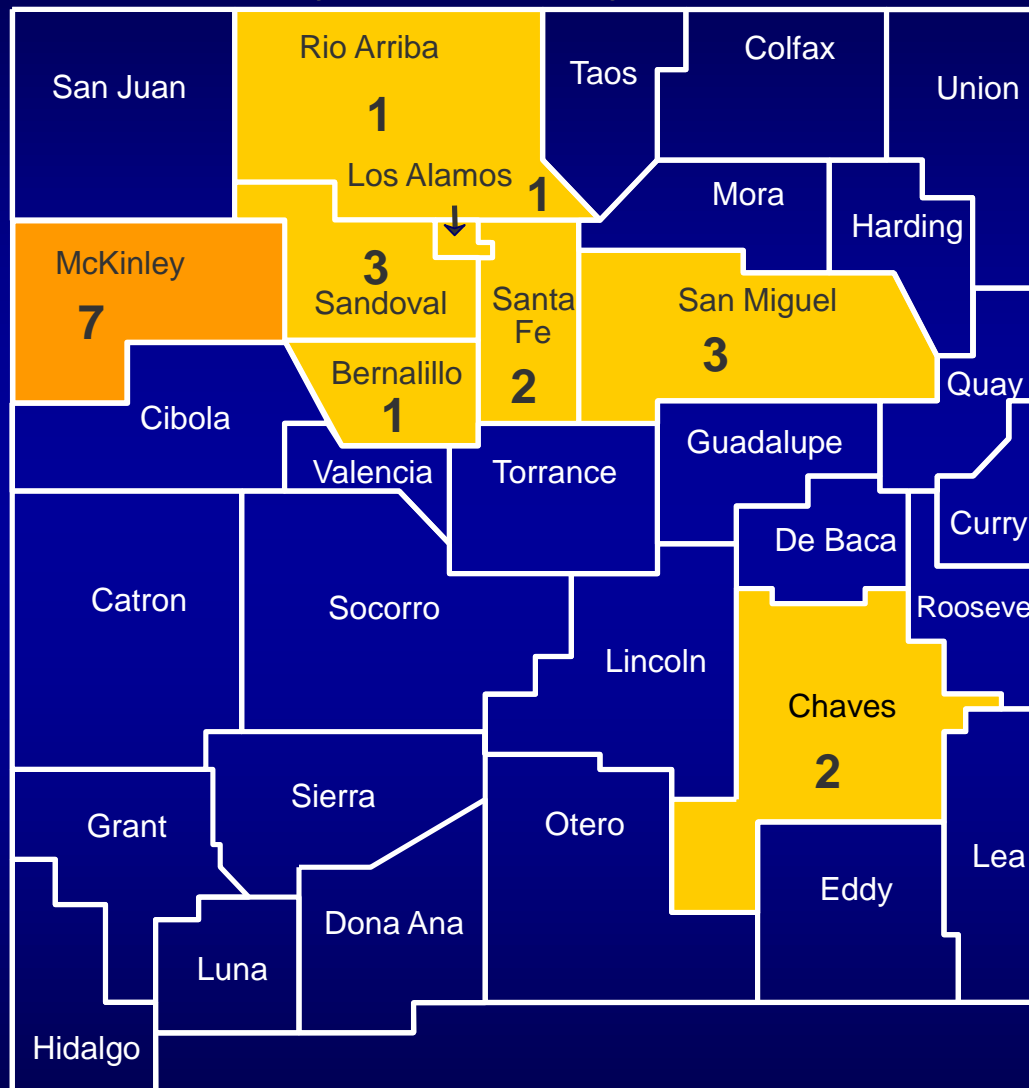 Rio Arriba
1
Taos
Colfax
San Juan
Union
Los Alamos
1
Mora
Harding
McKinley
7
3
Sandoval
Santa
Fe
2
San Miguel
3
Bernalillo
1
Quay
Cibola
Guadalupe
Valencia
Torrance
Curry
De Baca
Catron
Socorro
Rooseve
Lincoln
Chaves
2
Sierra
Grant
Otero
Lea
Eddy
Dona Ana
Luna
Hidalgo